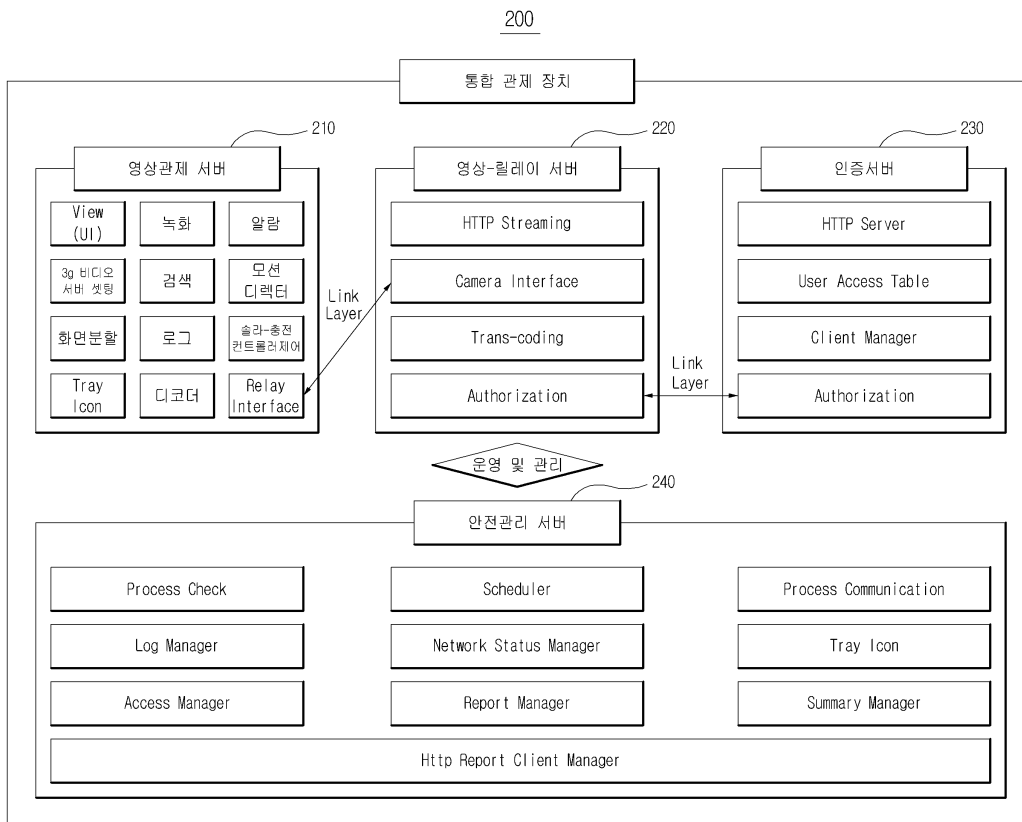 200
통합 관제 장치
210
220
230
영상관제 서버
영상-릴레이 서버
인증서버
View
(UI)
녹화
알람
HTTP Streaming
HTTP Server
3g 비디오
서버 셋팅
검색
모션
디렉터
Camera Interface
User Access Table
Link
Layer
화면분할
로그
솔라-충전
컨트롤러제어
Trans-coding
Client Manager
Link
Layer
Tray
Icon
디코더
Relay
Interface
Authorization
Authorization
운영 및 관리
240
안전관리 서버
Process Check
Scheduler
Process Communication
Log Manager
Network Status Manager
Tray Icon
Access Manager
Report Manager
Summary Manager
Http Report Client Manager